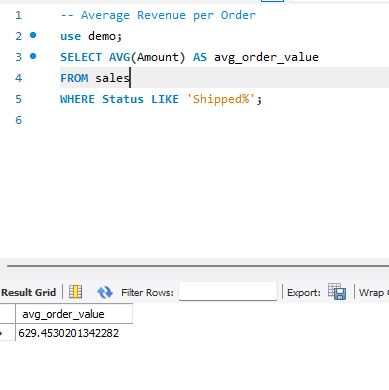 1 -- Average Revenue per Order
2 use demo;
3 SELECT AVG(Amount) AS avg_order_value
4 FROM sales
5 WHERE Status LIKE 'Shipped%';
6
Result Grid Filter Rows: Export: Wrap C
avg_order_value
629.4530201342282